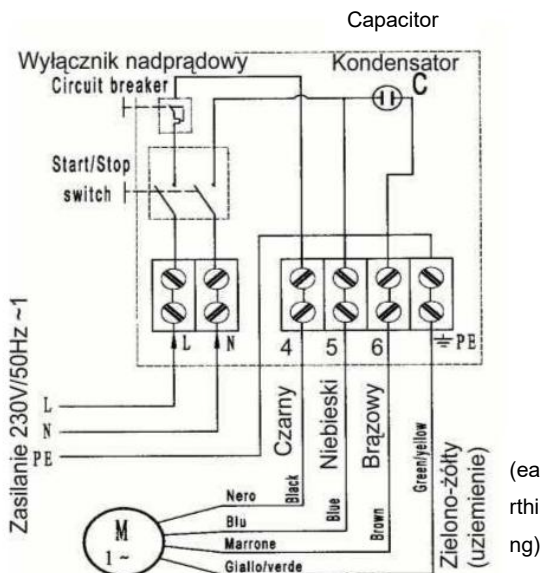 Capacitor
Wyłącznik nadprądowy
Kondensator
Circuit breaker
C
Start/Stop
switch
L
N
4
5
6
PE
Zasilanie 230V/50Hz ~1
L
N
PE
Czarny
Niebieski
Brązowy
Zielono-żółty
(uziemienie)
(ea
rthi
ng)
Black
Blue
Brown
Green/yellow
Nero
Blu
Marrone
Giallo/verde
M
1 ~